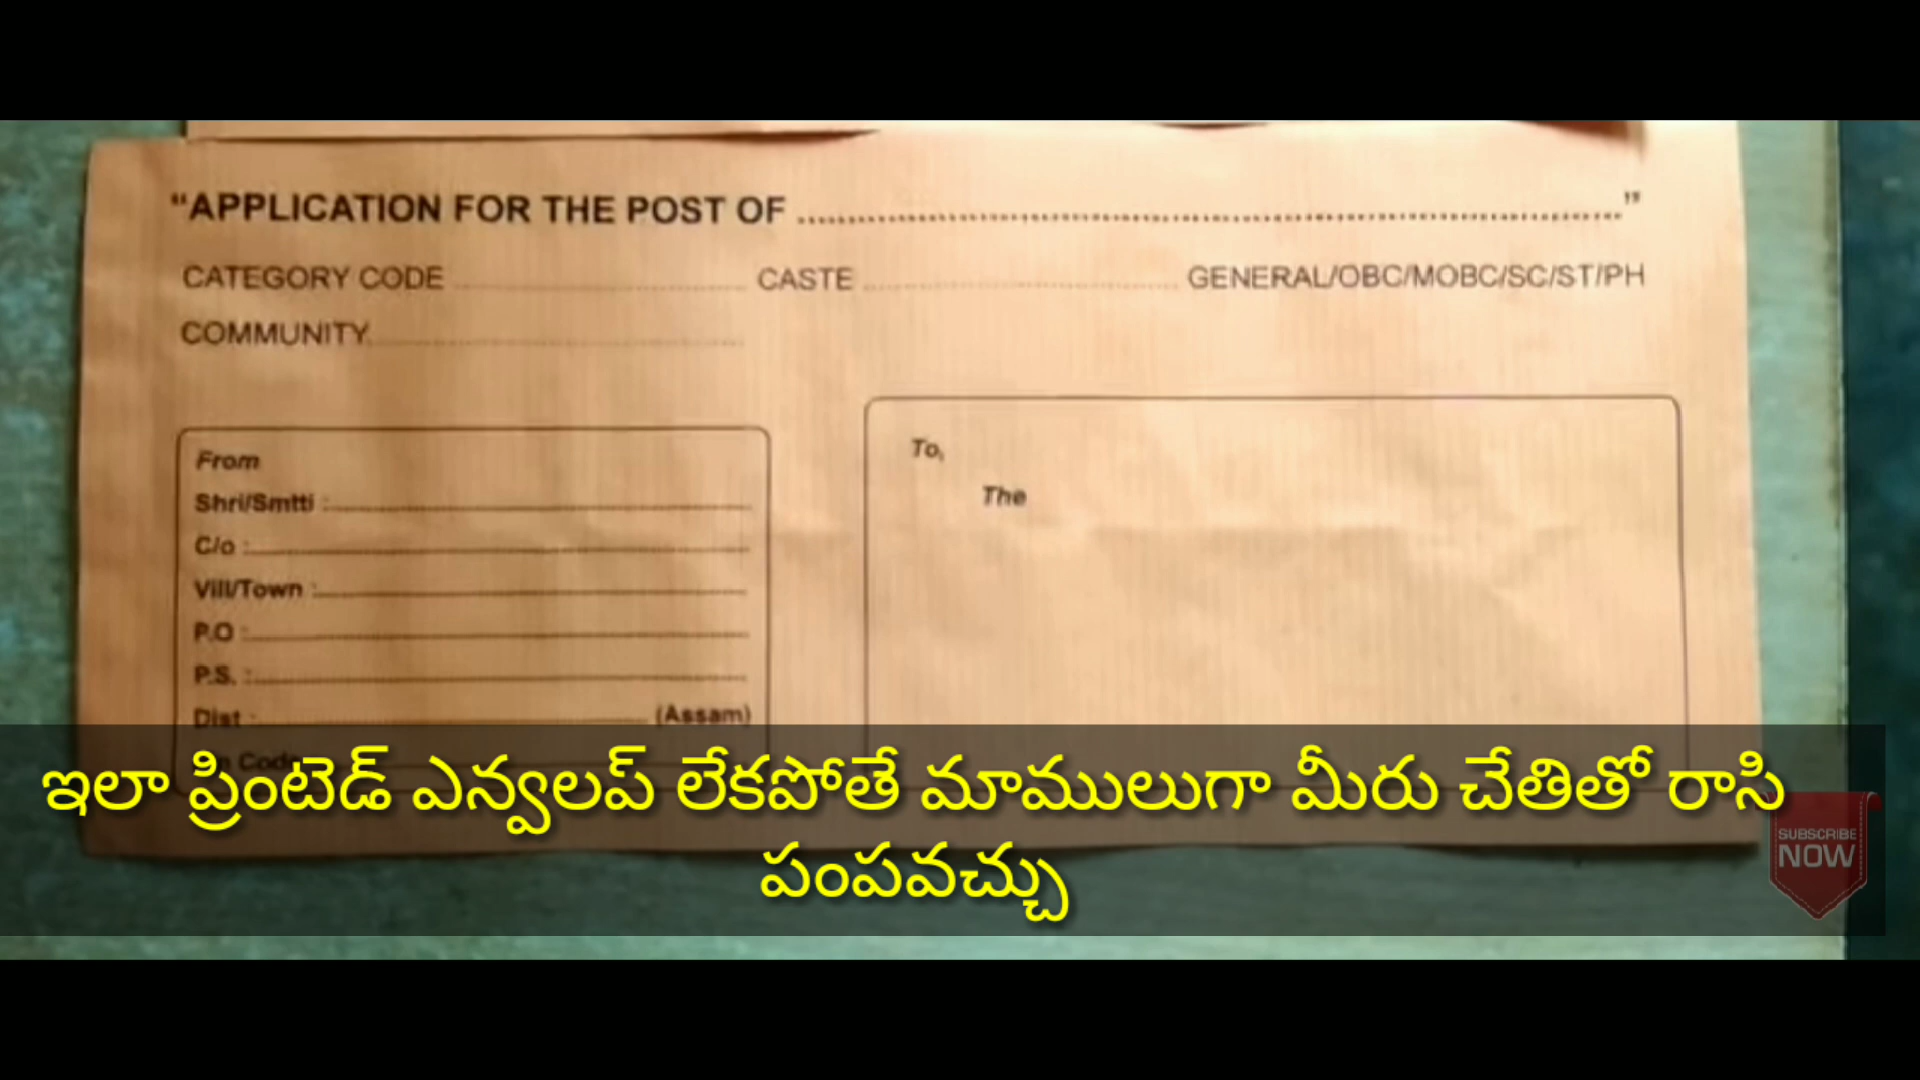 "APPLICATION FOR THE POST OF ........................................"
CATEGORY CODE .................... CASTE .................... GENERAL/OBC/MOBC/SC/ST/PH
COMMUNITY....................
From
Shri/Smtti :....................
C/o :....................
Vill/Town :....................
P.O :....................
P.S. :....................
Dist :.................... (Assam)
Code
To,
The
ఇలా ప్రింటెడ్ ఎన్వలప్ లేకపోతే మాములుగా మీరు చేతితో రాసి
పంపవచ్చు
SUBSCRIBE
NOW